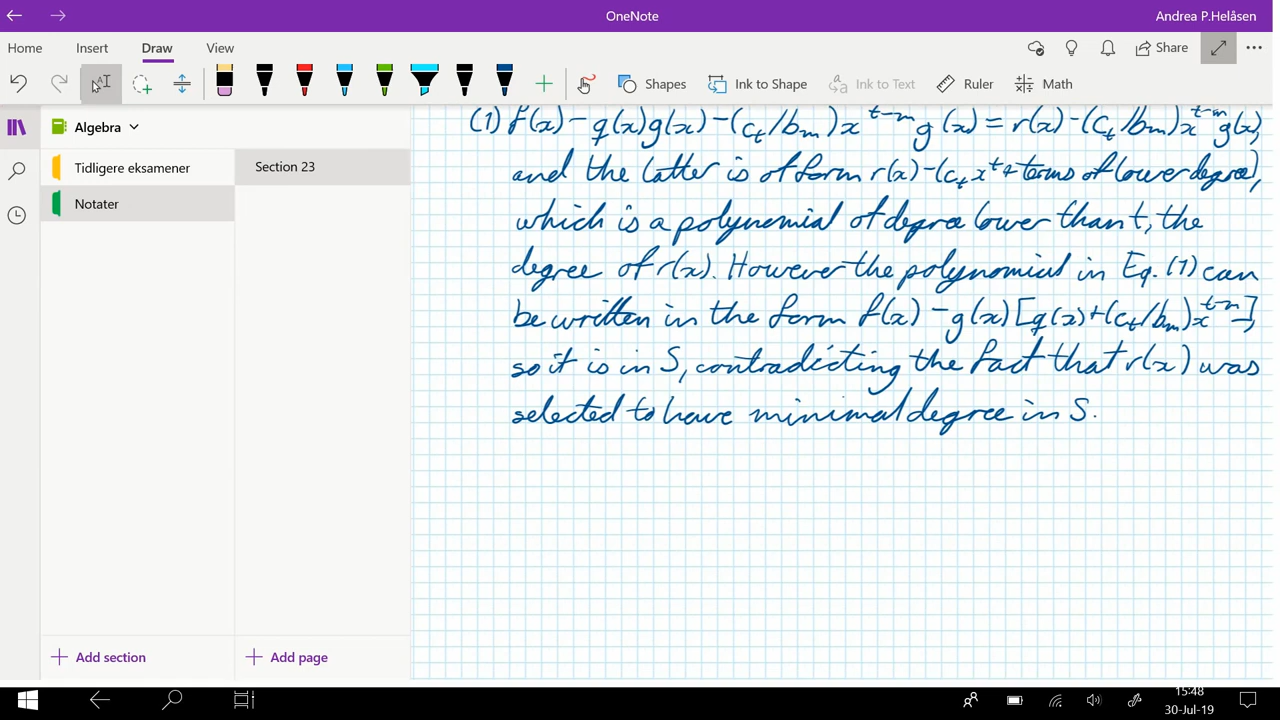 OneNote
Andrea P.Helåsen
Home Insert Draw View
Share
Shapes Ink to Shape Ink to Text Ruler Math
Algebra
Tidligere eksamener
Notater
Section 23
(1) f(x) - q(x)g(x) - (c_t/b_m)x^{t-m} g(x) = r(x) - (c_t/b_m)x^{t-m}g(x),
and the latter is of form r(x) - (c_t x^t + terms of lower degree),
which is a polynomial of degree lower than t, the
degree of r(x). However the polynomial in Eq. (1) can
be written in the form f(x) - g(x)[q(x)+(c_t/b_m)x^{t-m}],
so it is in S, contradicting the fact that r(x) was
selected to have minimal degree in S.
Add section
Add page
15:48
30-Jul-19